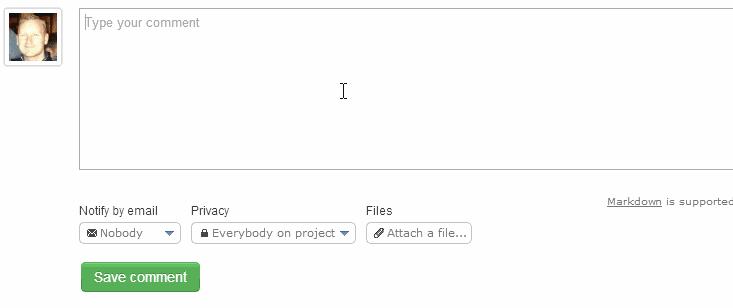 Type your comment
Markdown is supported
Notify by email Privacy Files
Nobody Everybody on project Attach a file...
Save comment